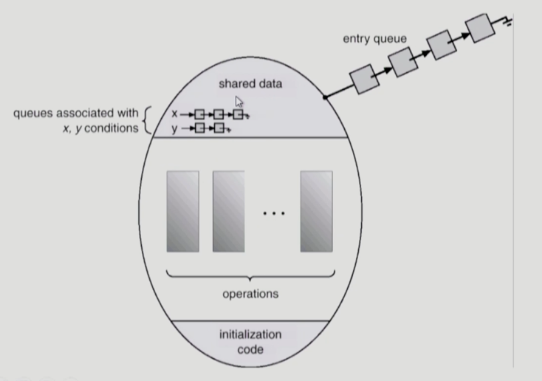 entry queue
shared data
queues associated with
x, y conditions
x
y
...
operations
initialization
code